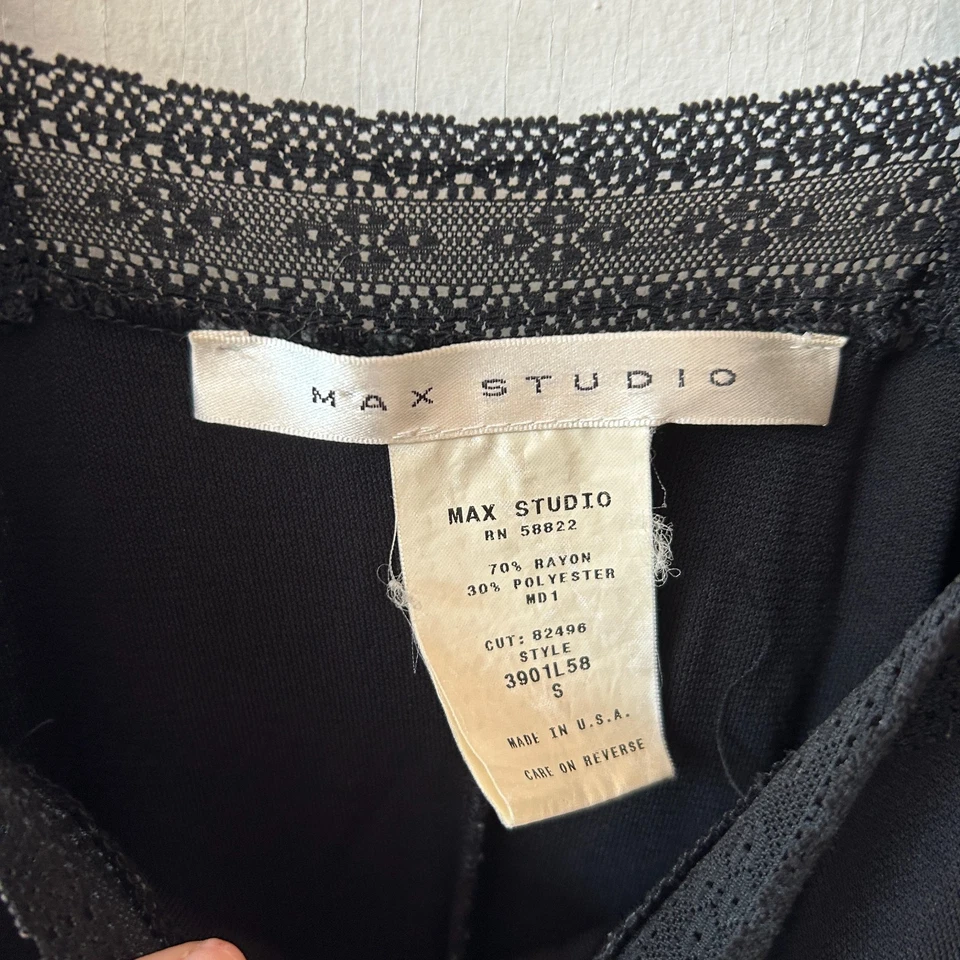 MAX STUDIO
MAX STUDIO
RN 58822
70% RAYON
30% POLYESTER
MD1
CUT: 82496
STYLE
3901L58
S
MADE IN U.S.A.
CARE ON REVERSE